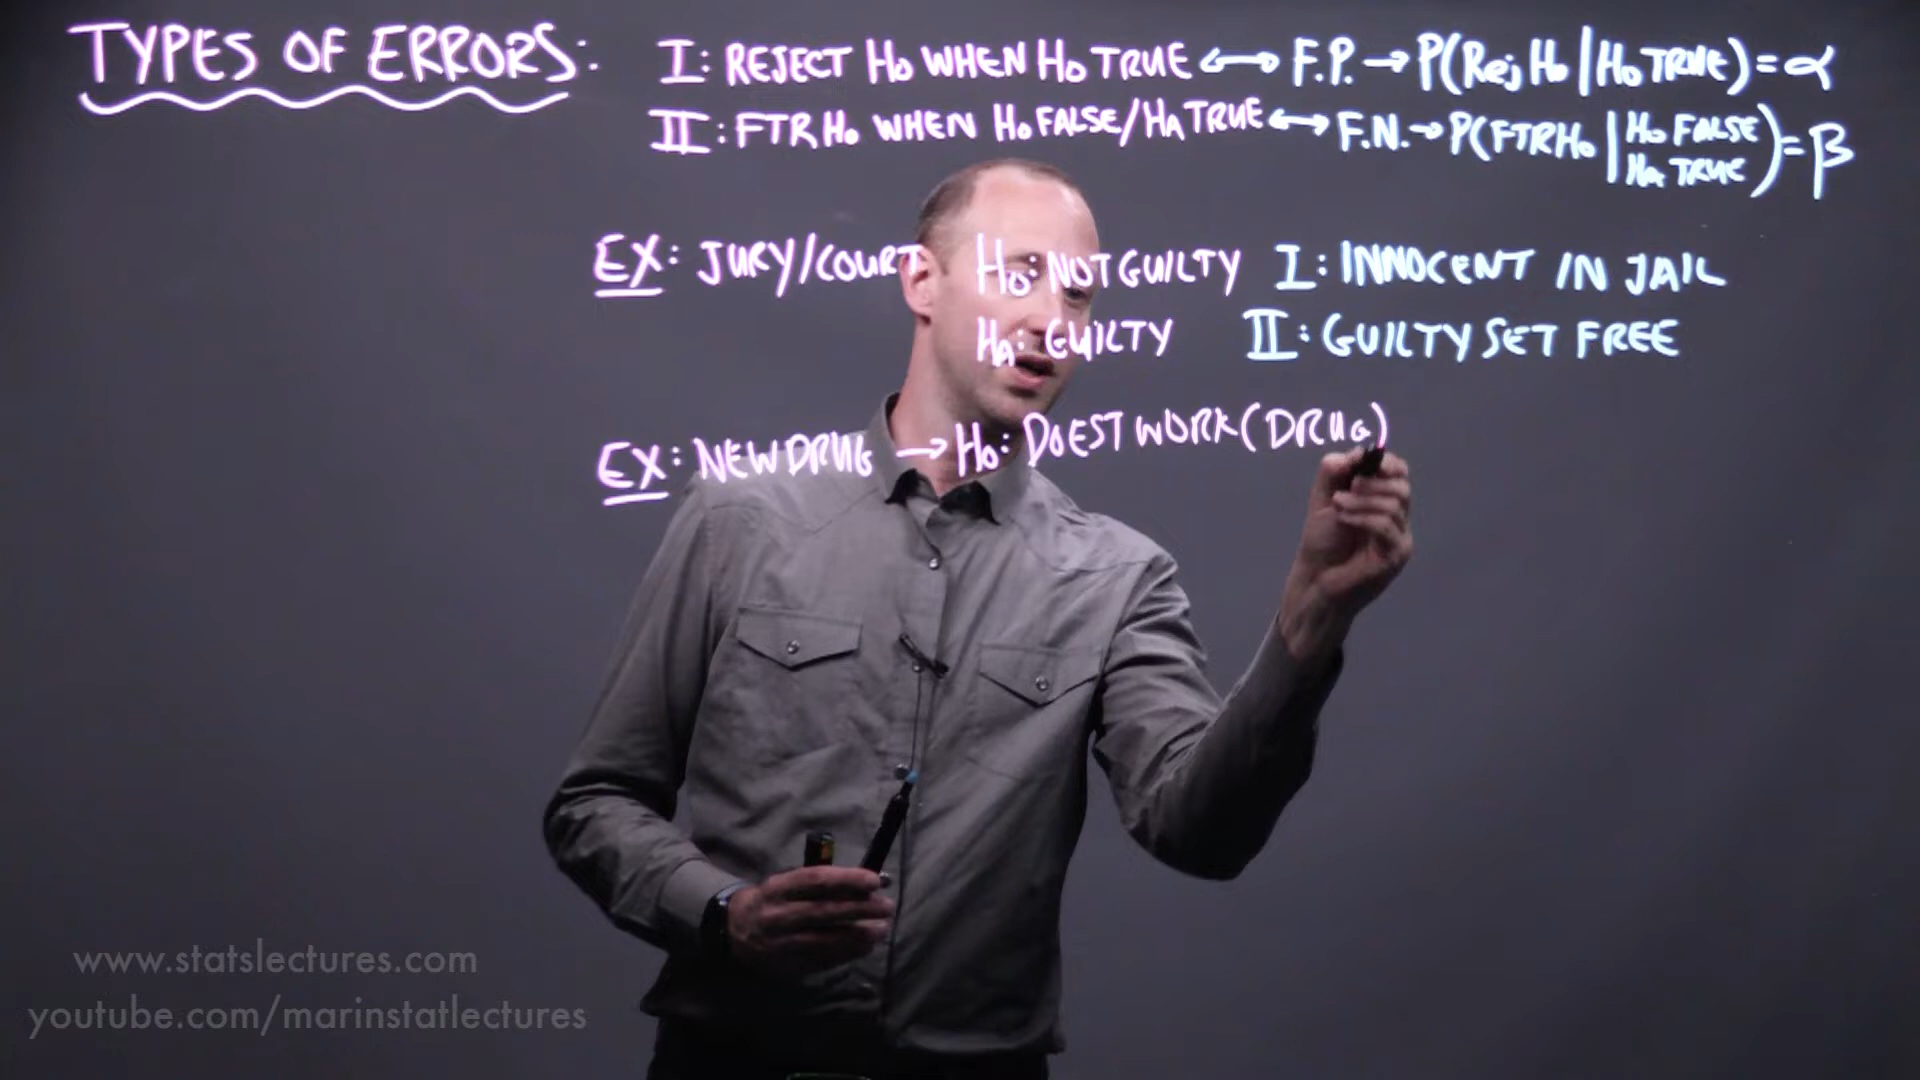 TYPES OF ERRORS:
I: REJECT H0 WHEN H0 TRUE ↔ F.P. → P(Rej H0 | H0 TRUE) = α
II: FTR H0 WHEN H0 FALSE/HA TRUE ↔ F.N. → P(FTR H0 | H0 FALSE HA TRUE) = β
EX: JURY/COURT H0: NOT GUILTY I: INNOCENT IN JAIL
HA: GUILTY II: GUILTY SET FREE
EX: NEW DRUG → H0: DOEST WORK (DRUG)
www.statslectures.com
youtube.com/marinstatlectures